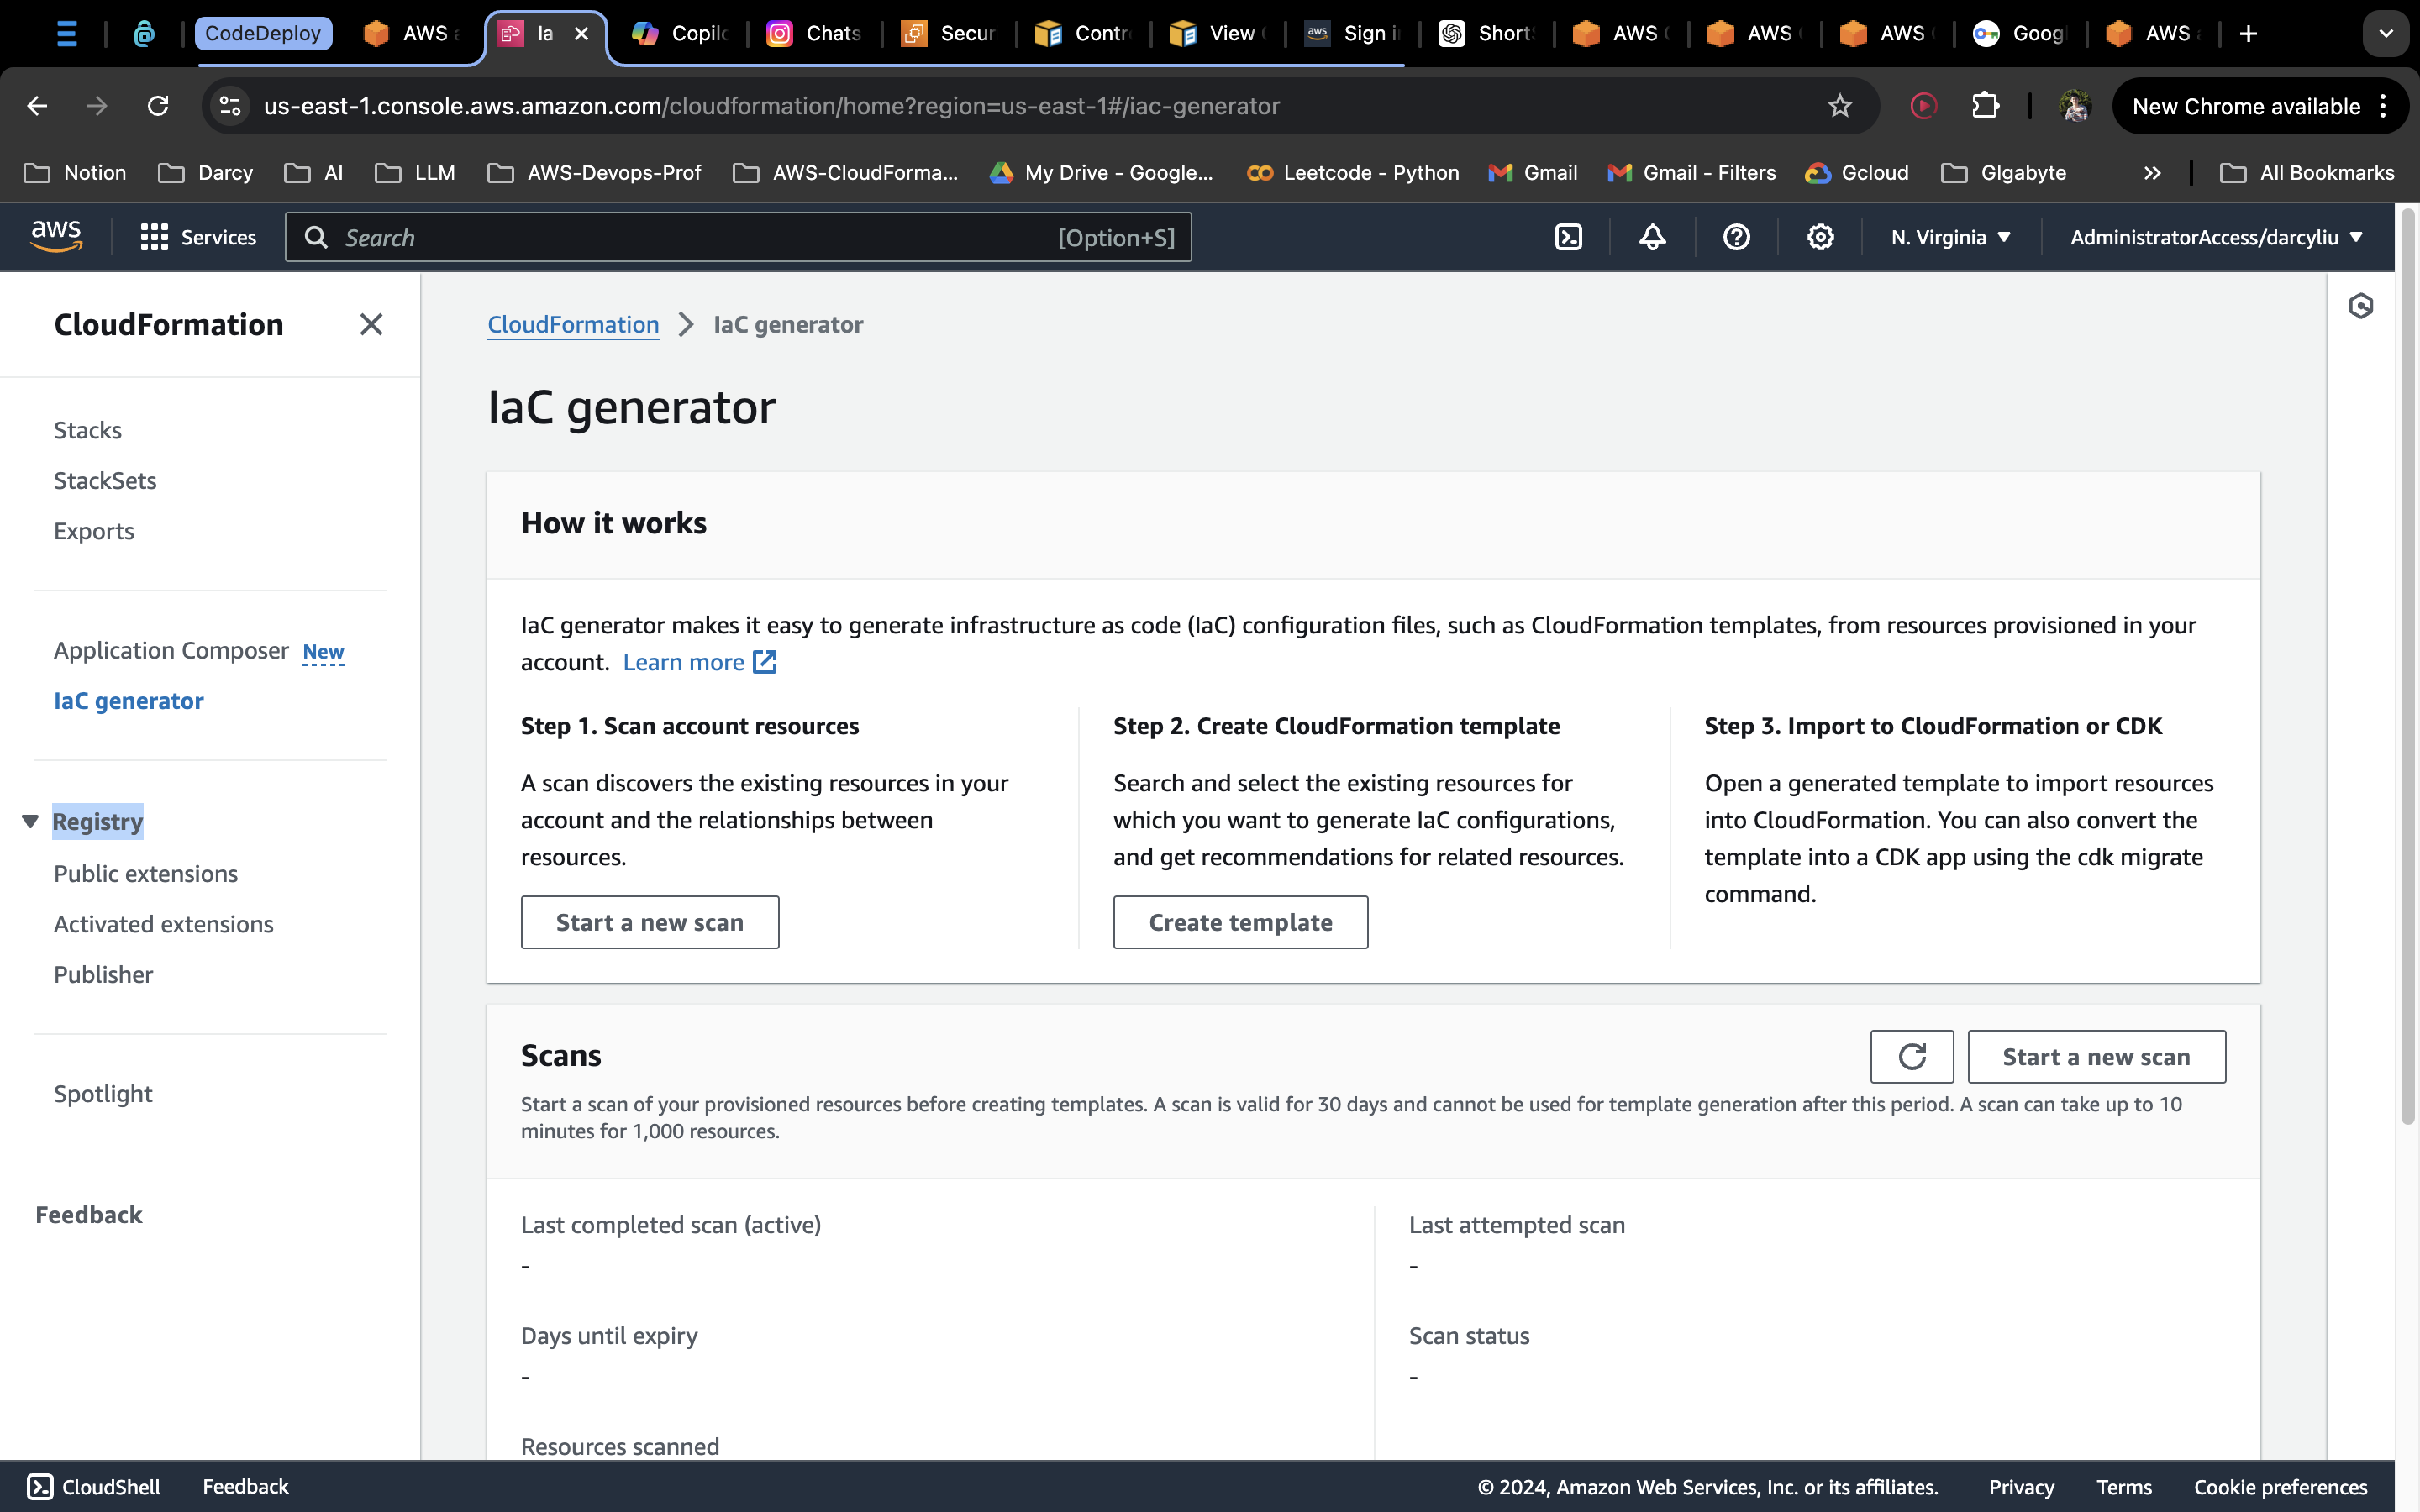 CodeDeploy
AWS
Ia
Chats
Sign i
AWS
AWS
AWS
AWS
us-east-1.console.aws.amazon.com/cloudformation/home?region=us-east-1#/iac-generator
New Chrome available
Notion
Darcy
AI
LLM
AWS-Devops-Prof
AWS-CloudForma...
My Drive - Google...
Leetcode - Python
Gmail
Gmail - Filters
Gcloud
GIgabyte
All Bookmarks
aws
Services
Search
[Option+S]
N. Virginia
AdministratorAccess/darcyliu
CloudFormation
Stacks
StackSets
Exports
Application Composer New
IaC generator
Registry
Public extensions
Activated extensions
Publisher
Spotlight
Feedback
CloudFormation > IaC generator
IaC generator
How it works
IaC generator makes it easy to generate infrastructure as code (IaC) configuration files, such as CloudFormation templates, from resources provisioned in your
account. Learn more
Step 1. Scan account resources
A scan discovers the existing resources in your
account and the relationships between
resources.
Start a new scan
Step 2. Create CloudFormation template
Search and select the existing resources for
which you want to generate IaC configurations,
and get recommendations for related resources.
Create template
Step 3. Import to CloudFormation or CDK
Open a generated template to import resources
into CloudFormation. You can also convert the
template into a CDK app using the cdk migrate
command.
Scans
Start a new scan
Start a scan of your provisioned resources before creating templates. A scan is valid for 30 days and cannot be used for template generation after this period. A scan can take up to 10
minutes for 1,000 resources.
Last completed scan (active)
-
Days until expiry
-
Resources scanned
Last attempted scan
-
Scan status
-
CloudShell
Feedback
© 2024, Amazon Web Services, Inc. or its affiliates.
Privacy
Terms
Cookie preferences